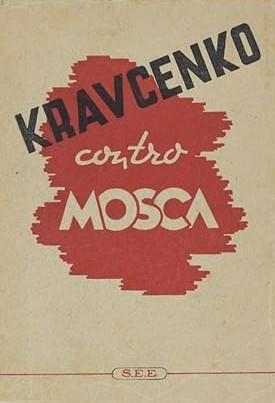 KRAVCENKO
contro
MOSCA
S.E.E.